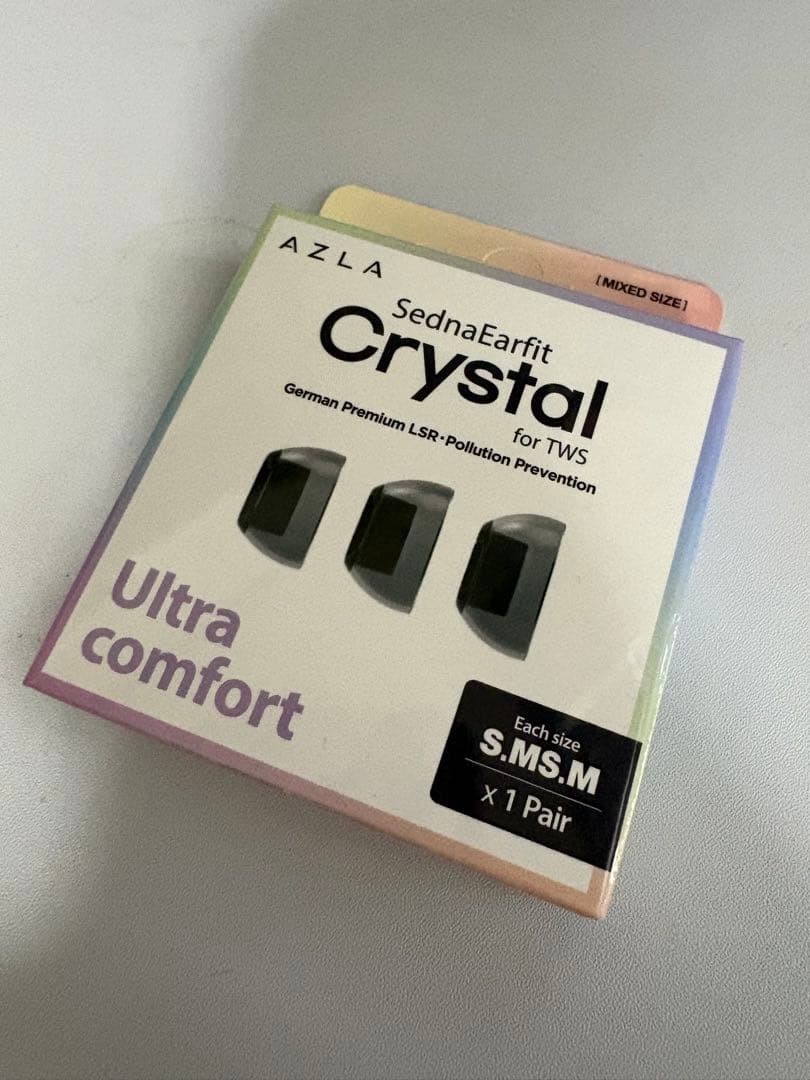 [MIXED SIZE]
AZLA
SednaEarfit
Crystal
for TWS
German Premium LSR·Pollution Prevention
Ultra
comfort
Each size
S.MS.M
x 1 Pair